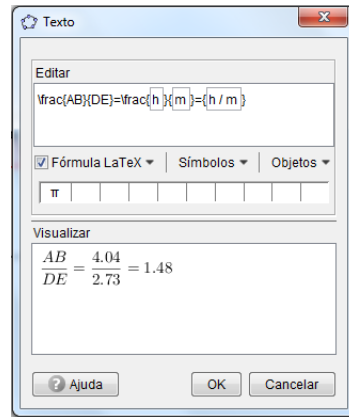 Texto
Editar
\frac{AB}{DE}=\frac{ h }{ m }={ h / m }
Fórmula LaTeX Símbolos Objetos
π
Visualizar
AB/DE = 4.04/2.73 = 1.48
Ajuda OK Cancelar